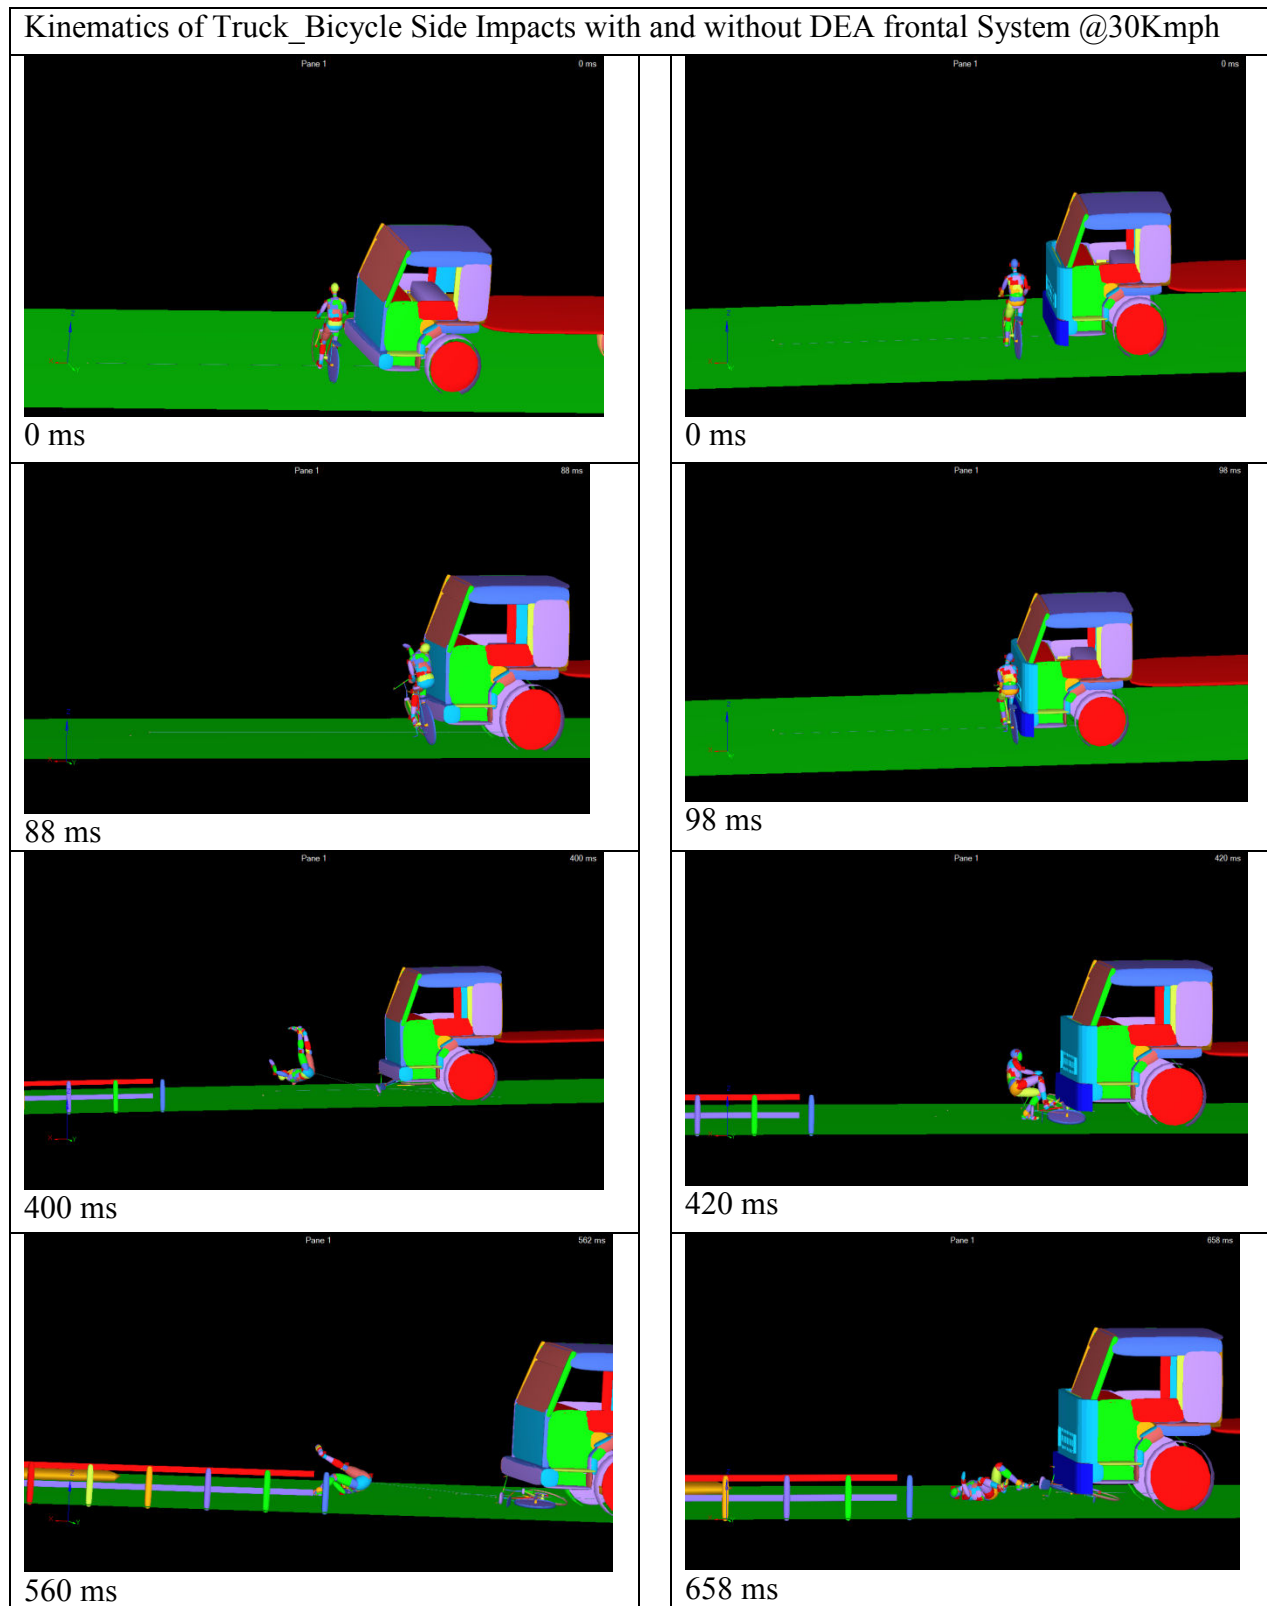 Kinematics of Truck_Bicycle Side Impacts with and without DEA frontal System @30Kmph
Pane 1 0 ms
0 ms
Pane 1 0 ms
0 ms
Pane 1 88 ms
88 ms
Pane 1 98 ms
98 ms
Pane 1 400 ms
400 ms
Pane 1 420 ms
420 ms
Pane 1 562 ms
560 ms
Pane 1 658 ms
658 ms